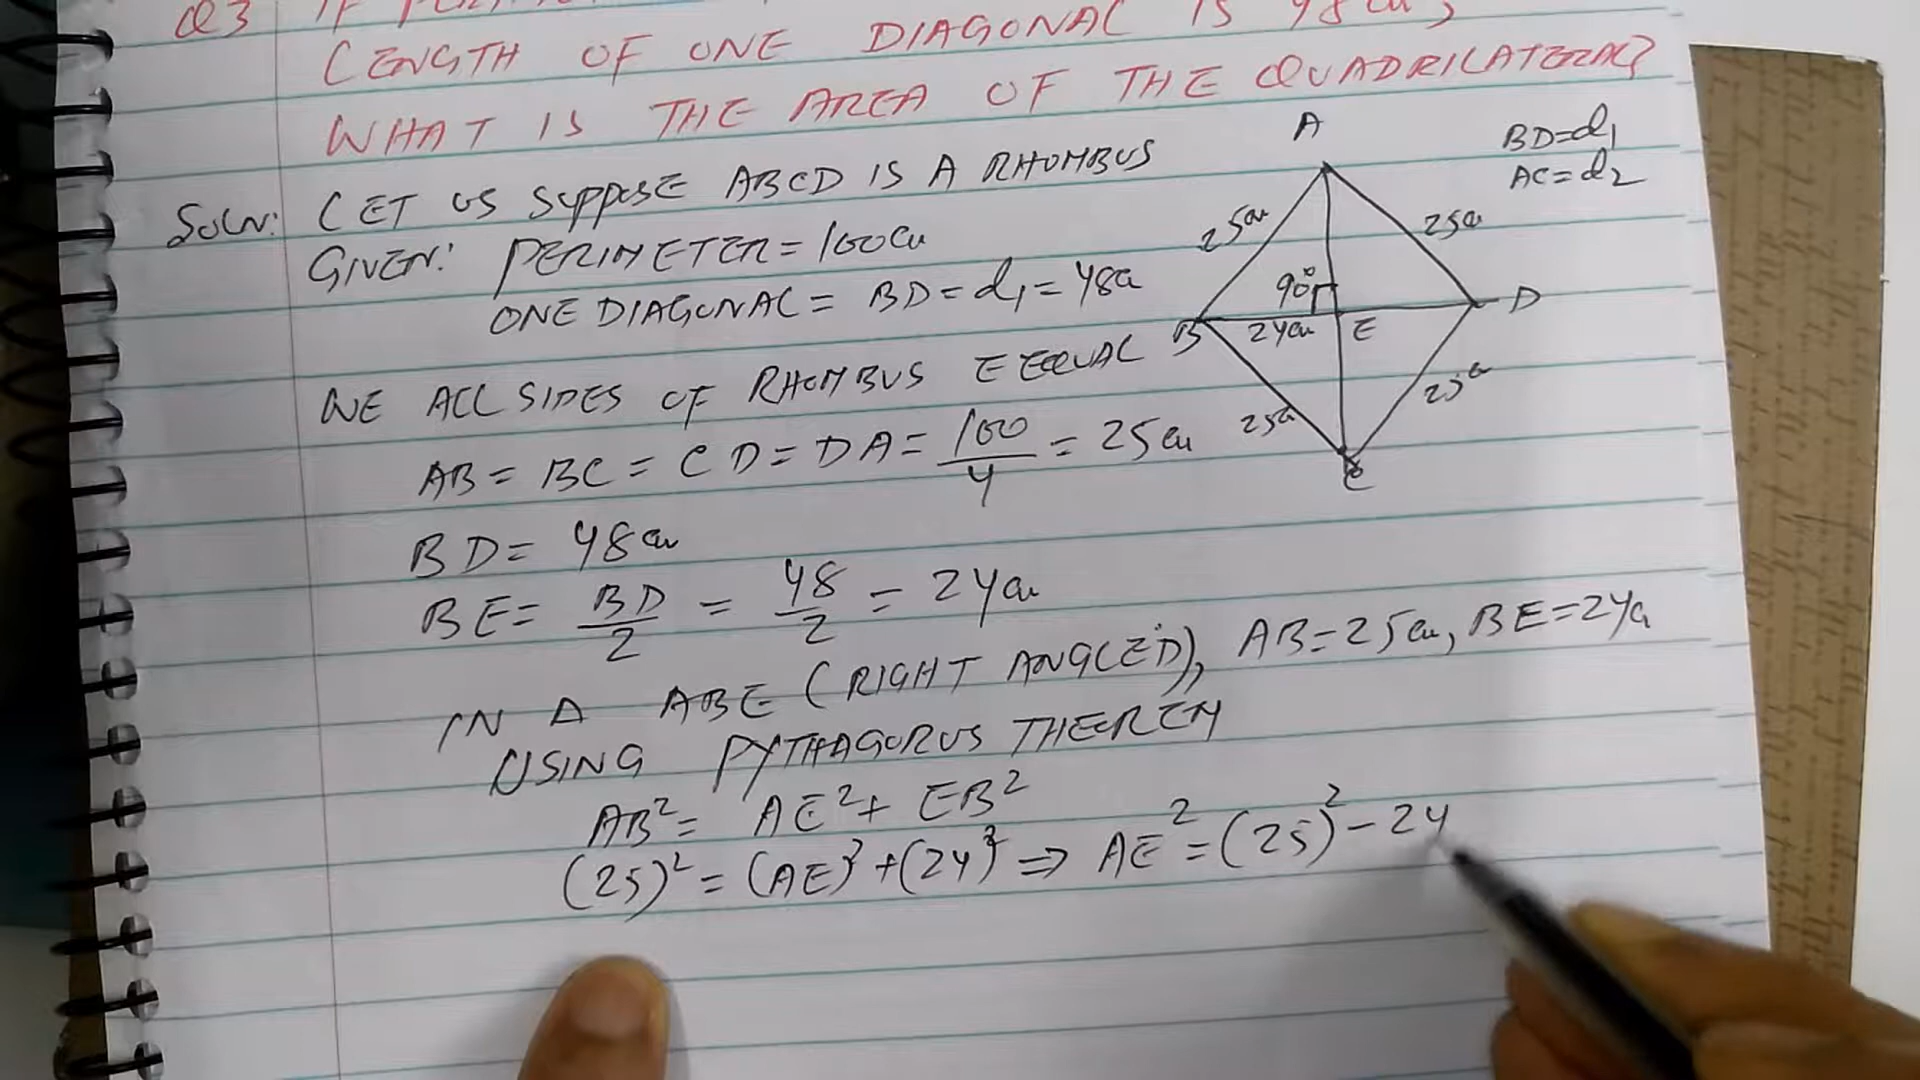 Q3 IF
LENGTH OF ONE DIAGONAL IS 48cm,
WHAT IS THE AREA OF THE QUADRILATERAL?
SOLN: LET US SUPPOSE ABCD IS A RHOMBUS
GIVEN: PERIMETER = 100cm
ONE DIAGONAL = BD = d1 = 48cm
WE ALL SIDES OF RHOMBUS E EQUAL
AB = BC = CD = DA = 100/4 = 25cm
BD = 48cm
BE = BD/2 = 48/2 = 24cm
IN Δ ABE (RIGHT ANGLED), AB = 25cm, BE = 24cm
USING PYTHAGORUS THEOREM
AB² = AE² + EB²
(25)² = (AE)² + (24)² ⇒ AE² = (25)² - 24
A
BD = d1
AC = d2
25cm
25cm
90°
B
24cm
E
D
25cm
25cm
C